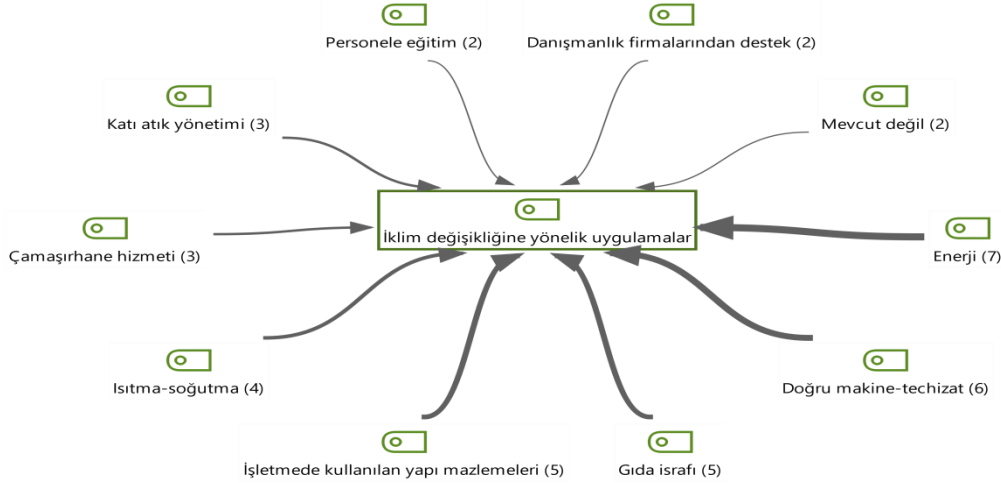 Personele eğitim (2)
Danışmanlık firmalarından destek (2)
Katı atık yönetimi (3)
Mevcut değil (2)
İklim değişikliğine yönelik uygulamalar
Çamaşırhane hizmeti (3)
Enerji (7)
Isıtma-soğutma (4)
Doğru makine-techizat (6)
İşletmede kullanılan yapı mazlemeleri (5)
Gıda israfı (5)